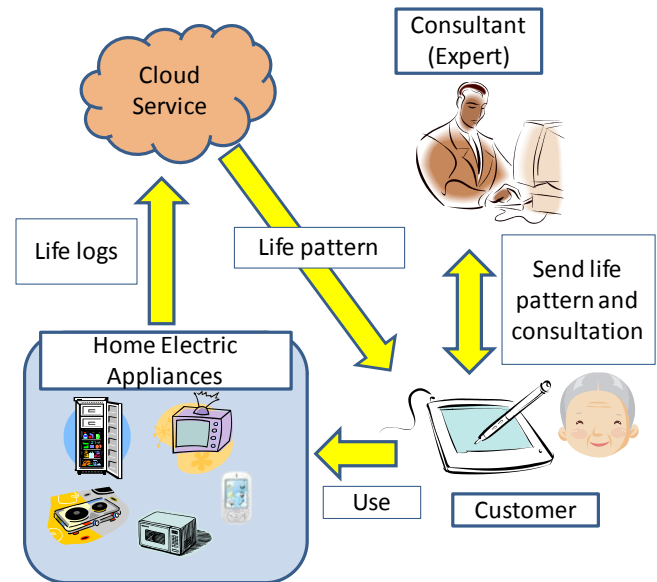 Cloud
Service
Consultant
(Expert)
Life logs
Life pattern
Send life
pattern and
consultation
Home Electric
Appliances
Use
Customer